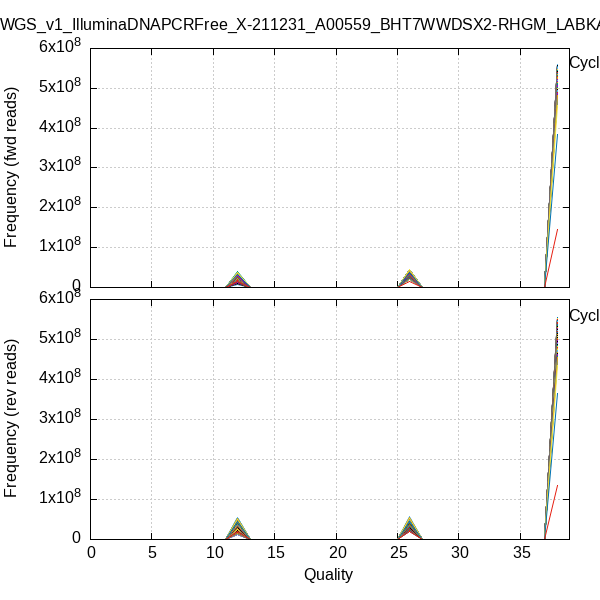 WGS_v1_IlluminaDNAPCRFree_X-211231_A00559_BHT7WWDSX2-RHGM_LABKA
6x10^8
5x10^8
4x10^8
3x10^8
2x10^8
1x10^8
0
Frequency (fwd reads)
Cycl
6x10^8
5x10^8
4x10^8
3x10^8
2x10^8
1x10^8
0
Frequency (rev reads)
Cycl
0 5 10 15 20 25 30 35
Quality